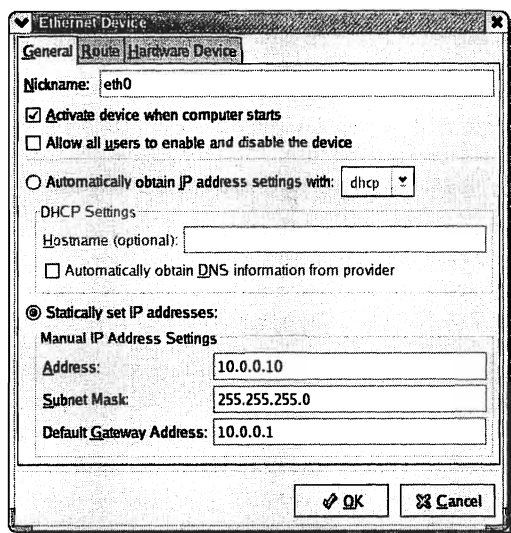 Ethernet Device
General Route Hardware Device
Nickname: eth0
Activate device when computer starts
Allow all users to enable and disable the device
Automatically obtain IP address settings with: dhcp
DHCP Settings
Hostname (optional):
Automatically obtain DNS information from provider
Statically set IP addresses:
Manual IP Address Settings
Address: 10.0.0.10
Subnet Mask: 255.255.255.0
Default Gateway Address: 10.0.0.1
OK Cancel